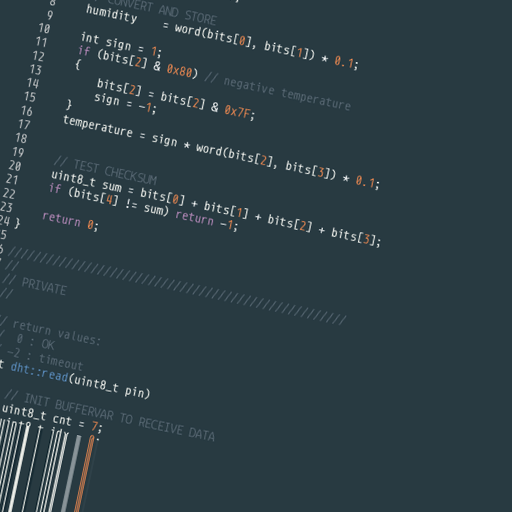 8
9 // CONVERT AND STORE
10 humidity = word(bits[0], bits[1]) * 0.1;
11
12 int sign = 1;
13 if (bits[2] & 0x80) // negative temperature
14 {
15 bits[2] = bits[2] & 0x7F;
16 sign = -1;
17 }
18 temperature = sign * word(bits[2], bits[3]) * 0.1;
19
20 // TEST CHECKSUM
21 uint8_t sum = bits[0] + bits[1] + bits[2] + bits[3];
22 if (bits[4] != sum) return -1;
23 return 0;
24 }
////////////////////////////////////////////////////
//
// PRIVATE
//
// return values:
// 0 : OK
// -2 : timeout
t dht::read(uint8_t pin)
// INIT BUFFERVAR TO RECEIVE DATA
uint8_t cnt = 7;